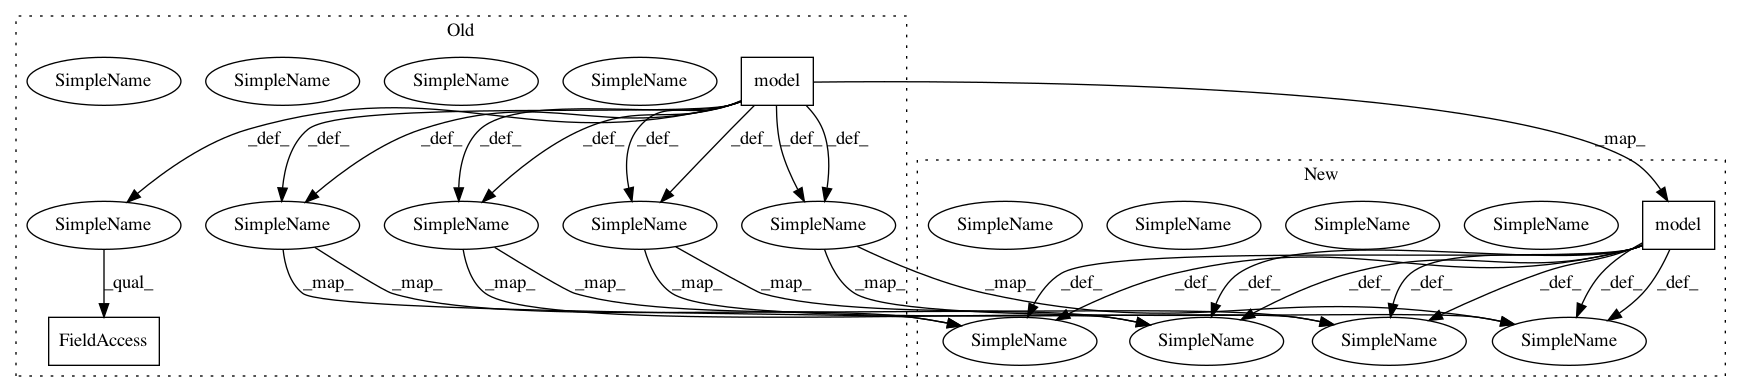 Old
SimpleName SimpleName SimpleName SimpleName model
_def_ _def_ _def_ _def_ _def_ _def_ _def_ _def_ _map_
New
SimpleName SimpleName SimpleName SimpleName SimpleName SimpleName SimpleName SimpleName SimpleName model
_qual_ _map_ _map_ _map_ _map_ _map_ _map_ _map_ _map_ _def_ _def_ _def_ _def_ _def_ _def_ _def_
FieldAccess SimpleName SimpleName SimpleName SimpleName